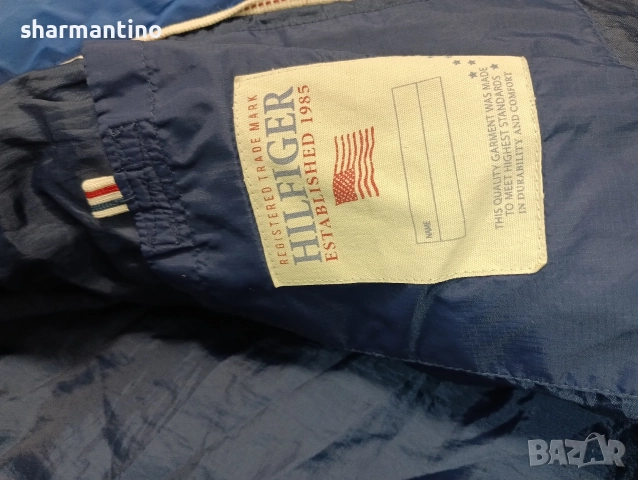 sharmantino
REGISTERED TRADE MARK
HILFIGER
ESTABLISHED 1985
NAME
THIS QUALITY GARMENT WAS MADE
TO MEET HIGHEST STANDARDS
IN DURABILITY AND COMFORT
BAZAR